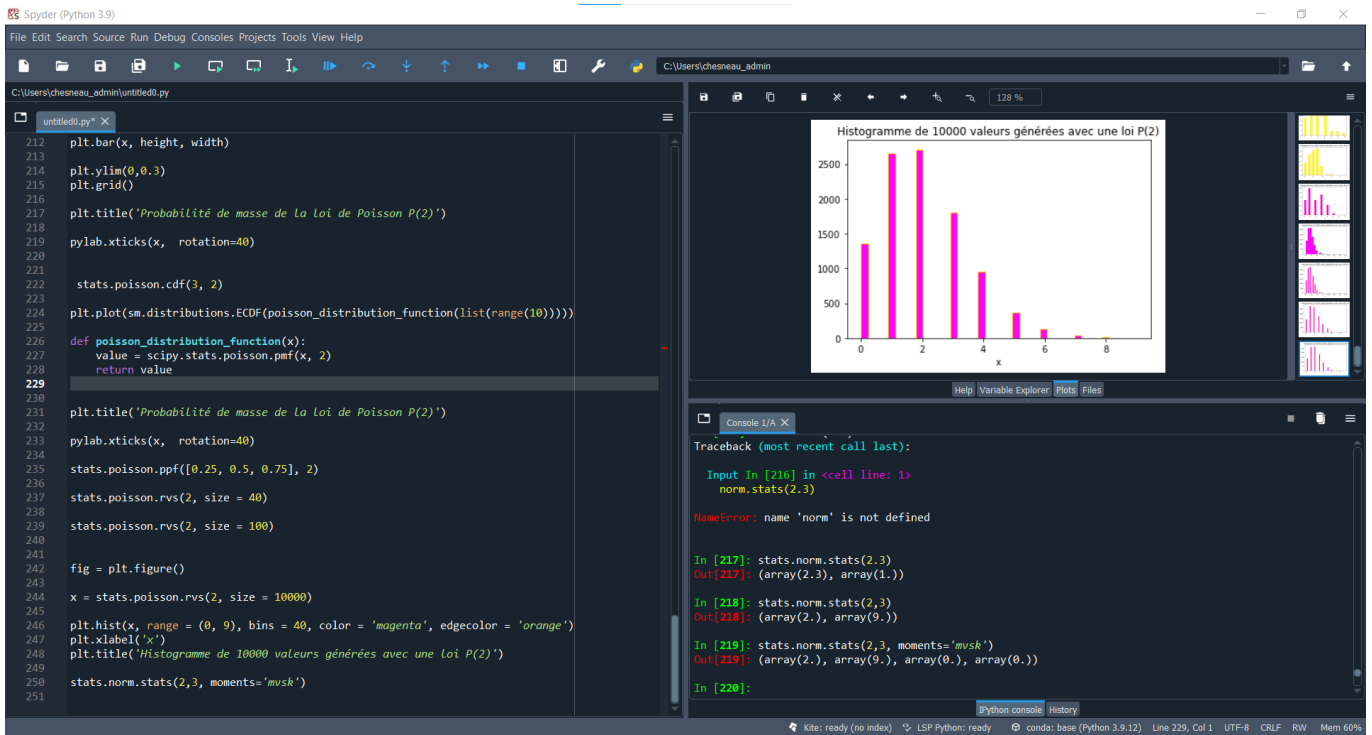 Spyder (Python 3.9)
File Edit Search Source Run Debug Consoles Projects Tools View Help
C:\Users\chesneau_admin
C:\Users\chesneau_admin\untitled0.py
untitled0.py*
212 plt.bar(x, height, width)
213
214 plt.ylim(0,0.3)
215 plt.grid()
216
217 plt.title('Probabilité de masse de la loi de Poisson P(2)')
218
219 pylab.xticks(x,  rotation=40)
220
221
222  stats.poisson.cdf(3, 2)
223
224 plt.plot(sm.distributions.ECDF(poisson_distribution_function(list(range(10)))))
225
226 def poisson_distribution_function(x):
227     value = scipy.stats.poisson.pmf(x, 2)
228     return value
229
230
231 plt.title('Probabilité de masse de la loi de Poisson P(2)')
232
233 pylab.xticks(x,  rotation=40)
234
235 stats.poisson.ppf([0.25, 0.5, 0.75], 2)
236
237 stats.poisson.rvs(2, size = 40)
238
239 stats.poisson.rvs(2, size = 100)
240
241
242 fig = plt.figure()
243
244 x = stats.poisson.rvs(2, size = 10000)
245
246 plt.hist(x, range = (0, 9), bins = 40, color = 'magenta', edgecolor = 'orange')
247 plt.xlabel('x')
248 plt.title('Histogramme de 10000 valeurs générées avec une loi P(2)')
249
250 stats.norm.stats(2,3, moments='mvsk')
251
128 %
Histogramme de 10000 valeurs générées avec une loi P(2)
2500
2000
1500
1000
500
0
0 2 4 6 8
x
Help Variable Explorer Plots Files
Console 1/A
Traceback (most recent call last):
Input In [216] in <cell line: 1>
norm.stats(2.3)
NameError: name 'norm' is not defined
In [217]: stats.norm.stats(2.3)
Out[217]: (array(2.3), array(1.))
In [218]: stats.norm.stats(2,3)
Out[218]: (array(2.), array(9.))
In [219]: stats.norm.stats(2,3, moments='mvsk')
Out[219]: (array(2.), array(9.), array(0.), array(0.))
In [220]:
IPython console History
Kite: ready (no index) LSP Python: ready conda: base (Python 3.9.12) Line 229, Col 1 UTF-8 CRLF RW Mem 60%